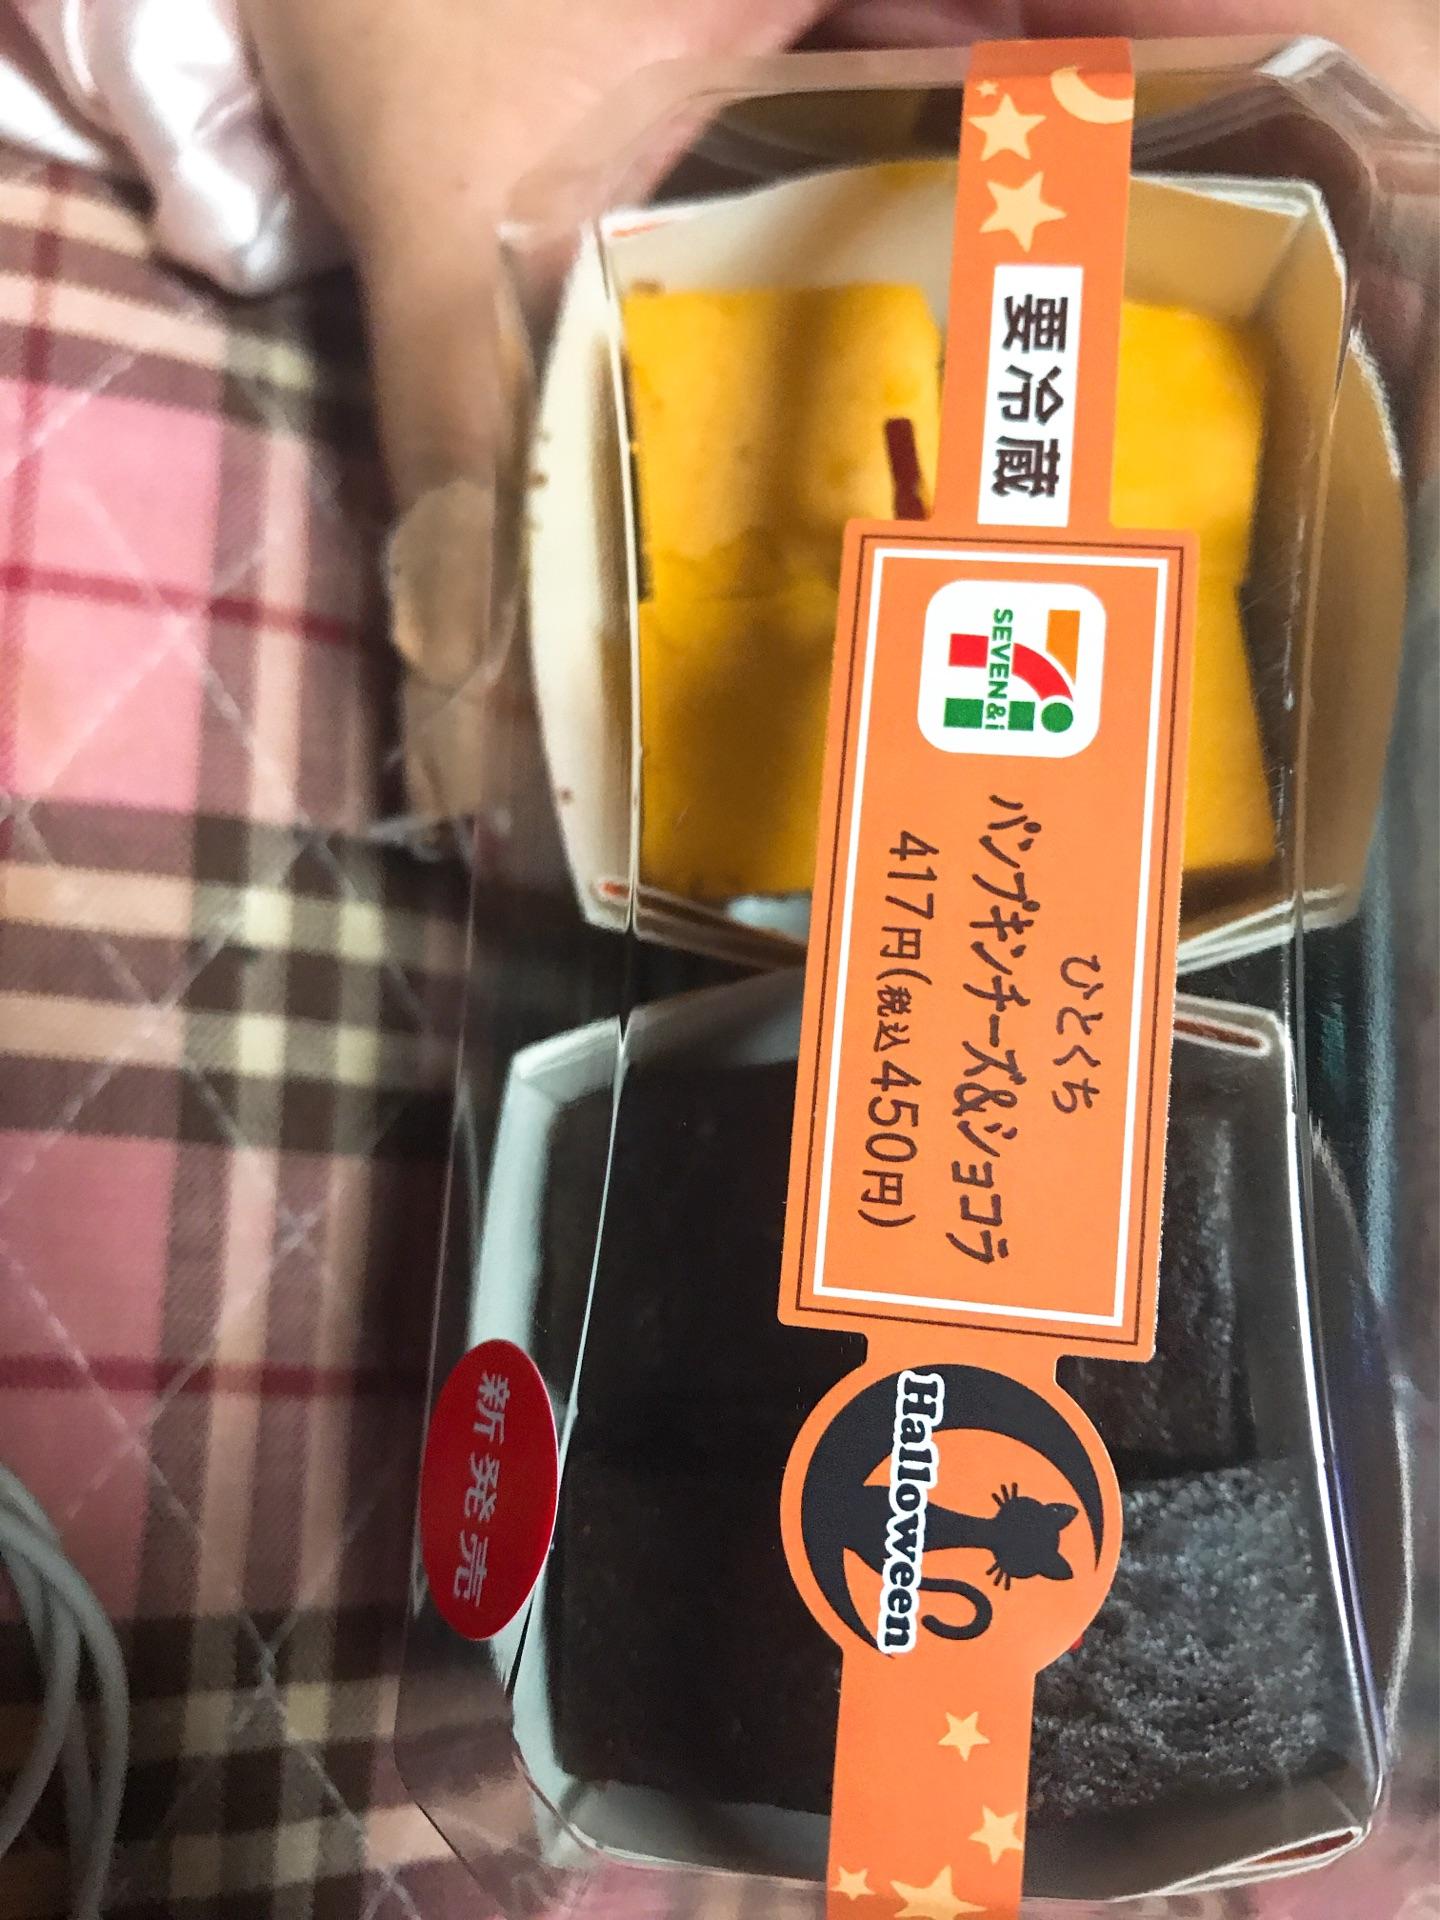 要冷蔵
SEVEN&i
ひとくち
パンプキンチーズ&ショコラ
417円(税込450円)
Halloween
新発売